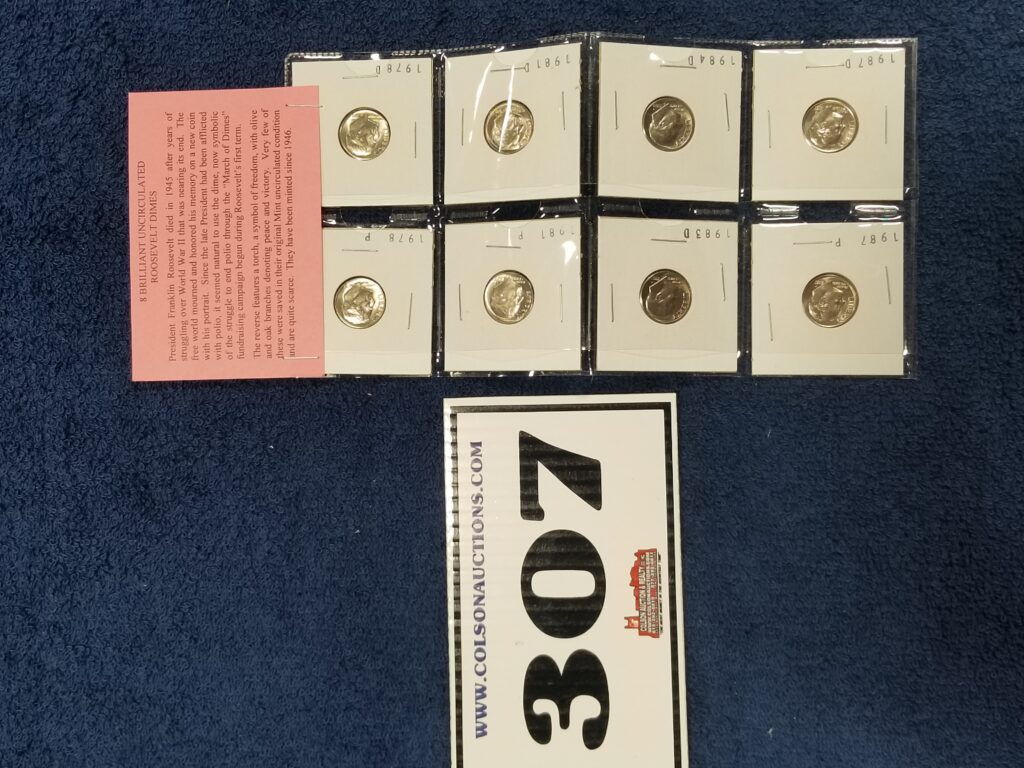 8 BRILLIANT UNCIRCULATED
ROOSEVELT DIMES
President Franklin Roosevelt died in 1945 after years of
struggling over World War II that was nearing its end. The
free world mourned and honored his memory on a new coin
with his portrait. Since the late President had been afflicted
with polio, it seemed natural to use the dime, now symbolic
of the struggle to end polio through the "March of Dimes"
fundraising campaign begun during Roosevelt's first term.
The reverse features a torch, a symbol of freedom, with olive
and oak branches denoting peace and victory. Very few of
these were saved in their original Mint uncirculated condition
and are quite scarce. They have been minted since 1946.
1978 D
1981 D
1984 D
1987 D
1978 P
1981 P
1983 D
1987 P
WWW.COLSONAUCTIONS.COM
307
COLSON AUCTION & REALTY